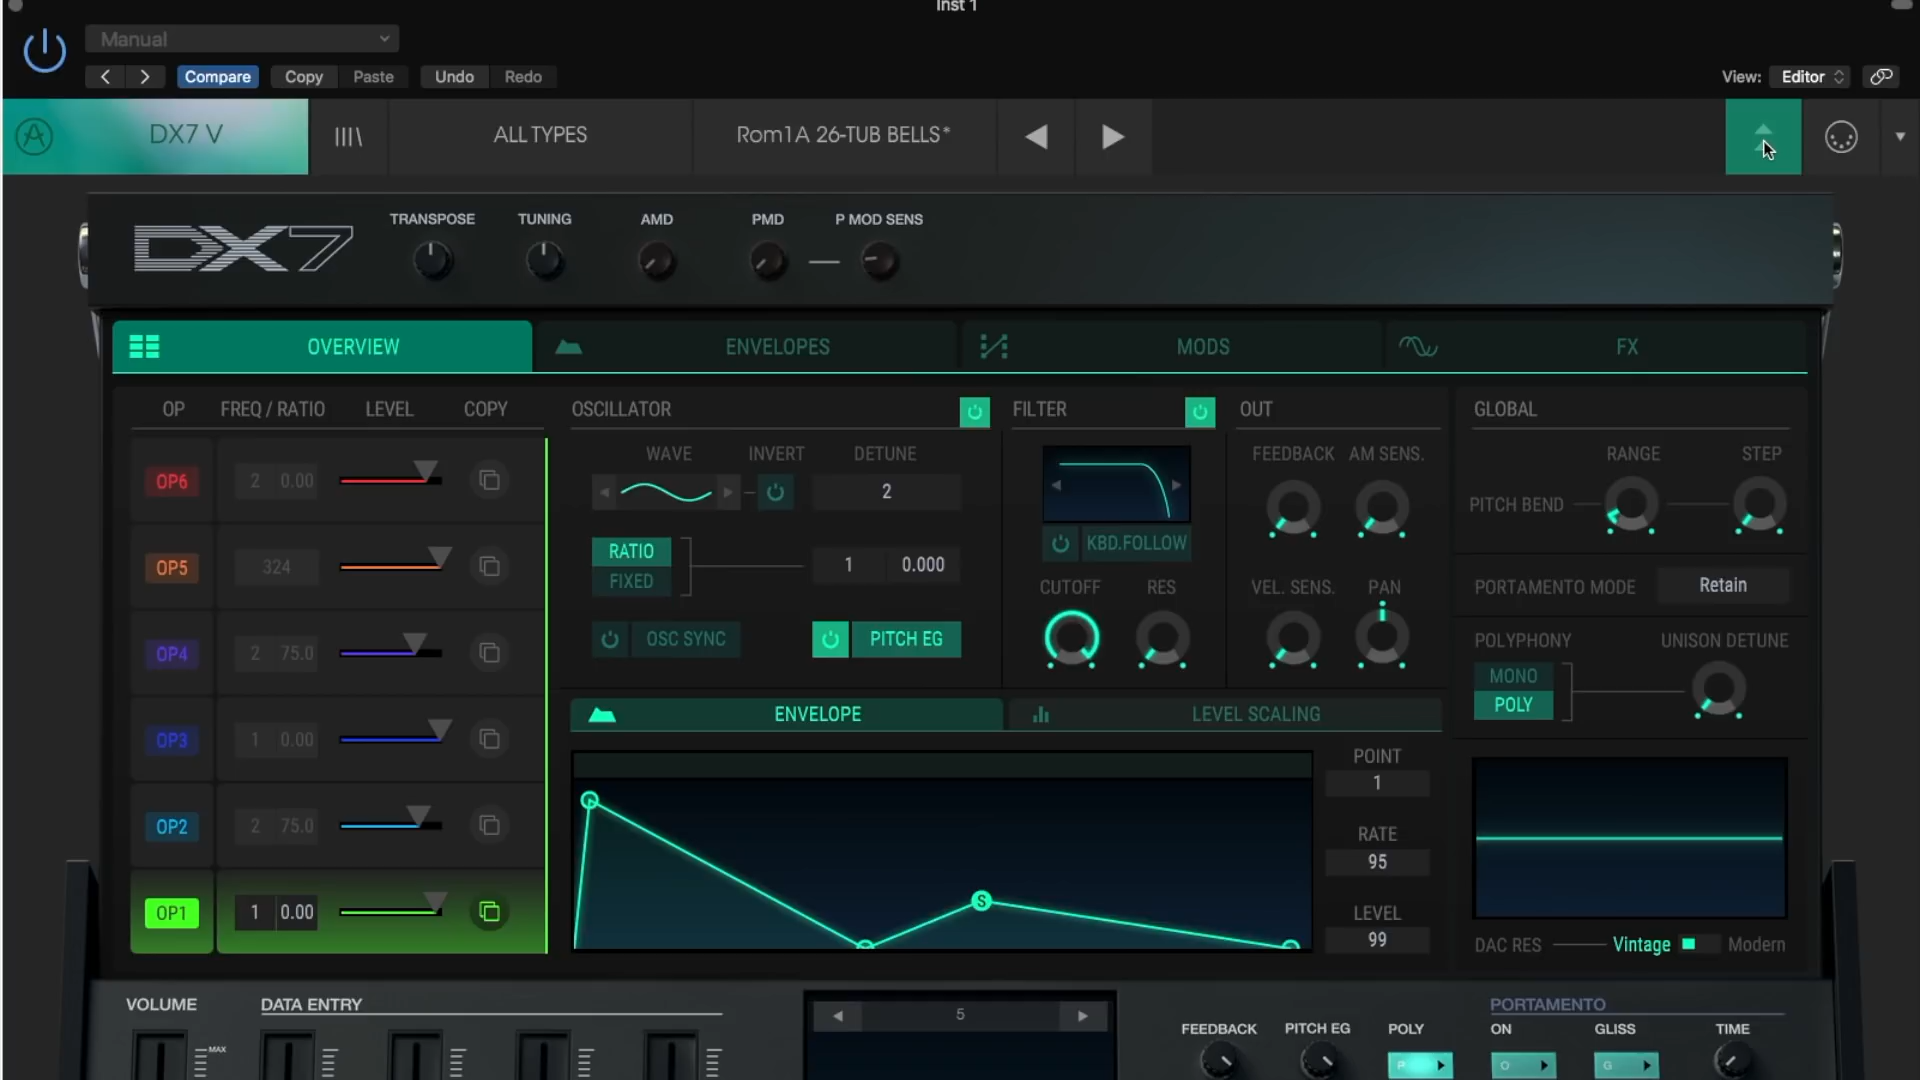 Inst 1
Manual
Compare Copy Paste Undo Redo View: Editor
DX7 V ALL TYPES Rom1A 26-TUB BELLS*
DX7 TRANSPOSE TUNING AMD PMD P MOD SENS
OVERVIEW ENVELOPES MODS FX
OP FREQ / RATIO LEVEL COPY OSCILLATOR FILTER OUT GLOBAL
WAVE INVERT DETUNE FEEDBACK AM SENS. RANGE STEP
OP6 2 0.00 2 PITCH BEND
RATIO KBD.FOLLOW
OP5 324 FIXED 1 0.000
CUTOFF RES VEL. SENS. PAN PORTAMENTO MODE Retain
OP4 2 75.0 OSC SYNC PITCH EG POLYPHONY UNISON DETUNE
MONO
POLY
OP3 1 0.00 ENVELOPE LEVEL SCALING
POINT
1
OP2 2 75.0 RATE
95
OP1 1 0.00 S LEVEL
99
DAC RES Vintage Modern
VOLUME DATA ENTRY 5 PORTAMENTO
FEEDBACK PITCH EG POLY ON GLISS TIME
MAX P O G